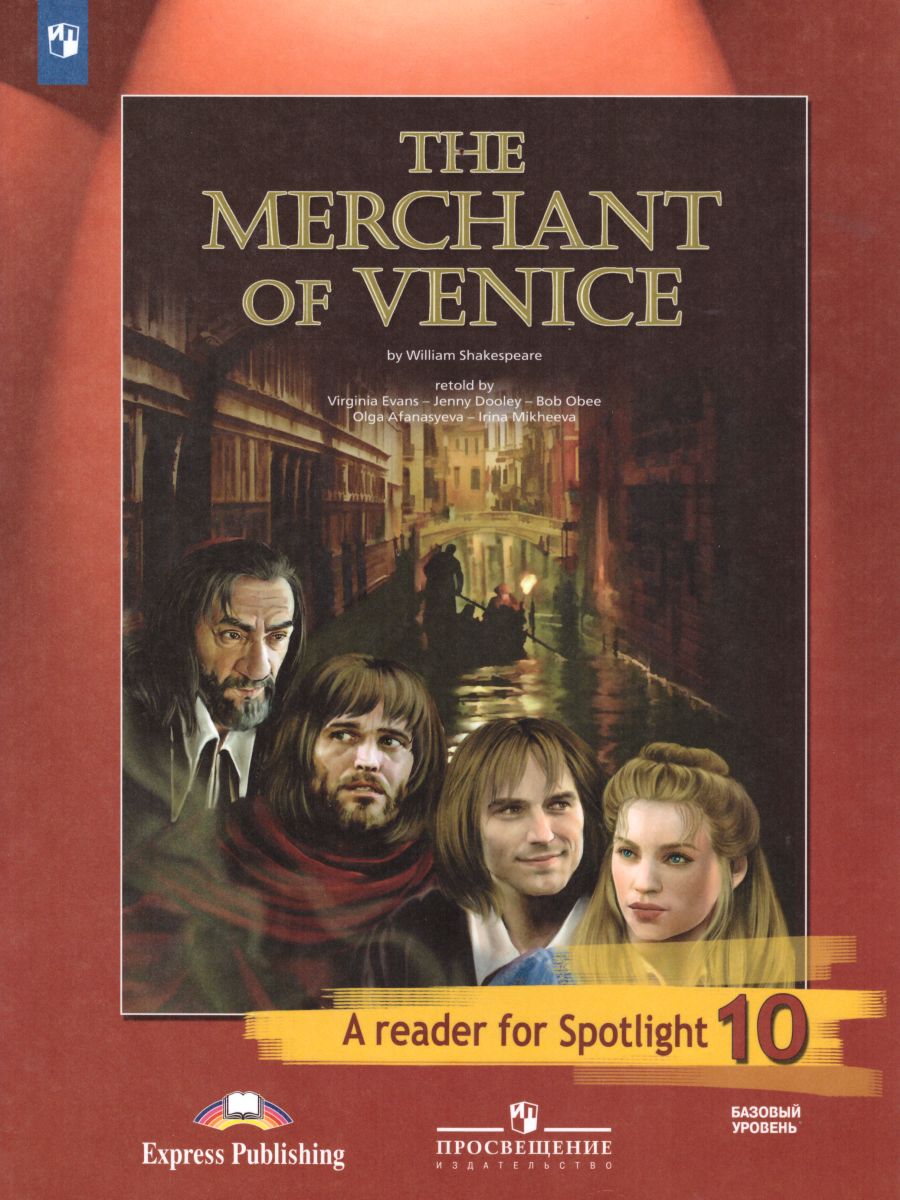 THE
MERCHANT
OF VENICE
by William Shakespeare
retold by
Virginia Evans – Jenny Dooley – Bob Obee
Olga Afanasyeva – Irina Mikheeva
A reader for Spotlight 10
Express Publishing
ПРОСВЕЩЕНИЕ
ИЗДАТЕЛЬСТВО
БАЗОВЫЙ
УРОВЕНЬ